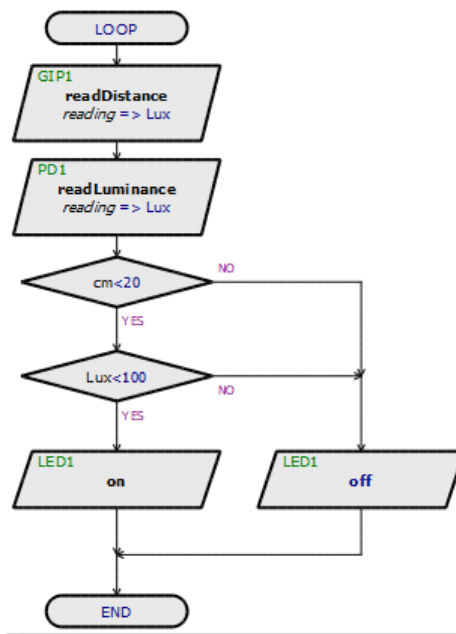 LOOP
GIP1
readDistance
reading => Lux
PD1
readLuminance
reading => Lux
cm<20
NO
YES
Lux<100
NO
YES
LED1
on
LED1
off
END